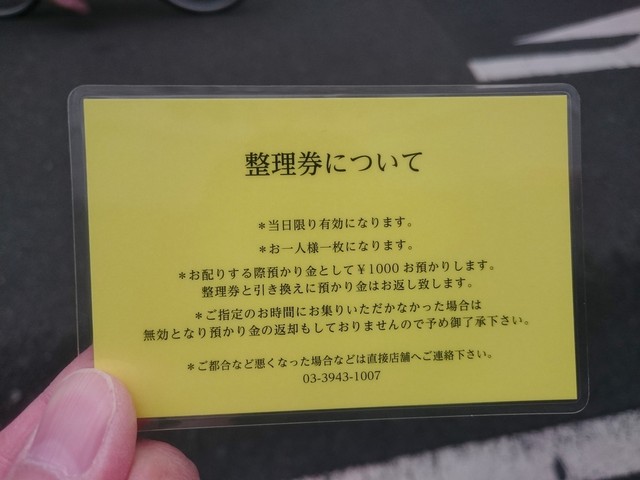 整理券について
＊当日限り有効になります。
＊お一人様一枚になります。
＊お配りする際預かり金として￥1000お預かりします。
整理券と引き換えに預かり金はお返し致します。
＊ご指定のお時間にお集りいただかなかった場合は
無効となり預かり金の返却もしておりませんので予め御了承下さい。
＊ご都合など悪くなった場合などは直接店舗へご連絡下さい。
03-3943-1007